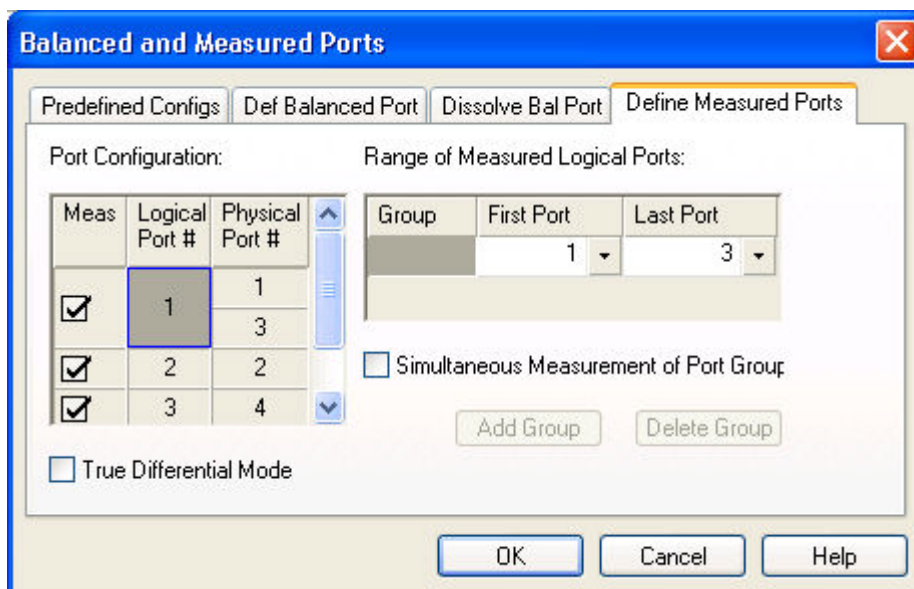 Balanced and Measured Ports
Predefined Configs Def Balanced Port Dissolve Bal Port Define Measured Ports
Port Configuration: Range of Measured Logical Ports:
Meas Logical Port # Physical Port #
Group First Port Last Port
1 1 3
1 3
2 2
3 4
Simultaneous Measurement of Port Group
Add Group Delete Group
True Differential Mode
OK Cancel Help